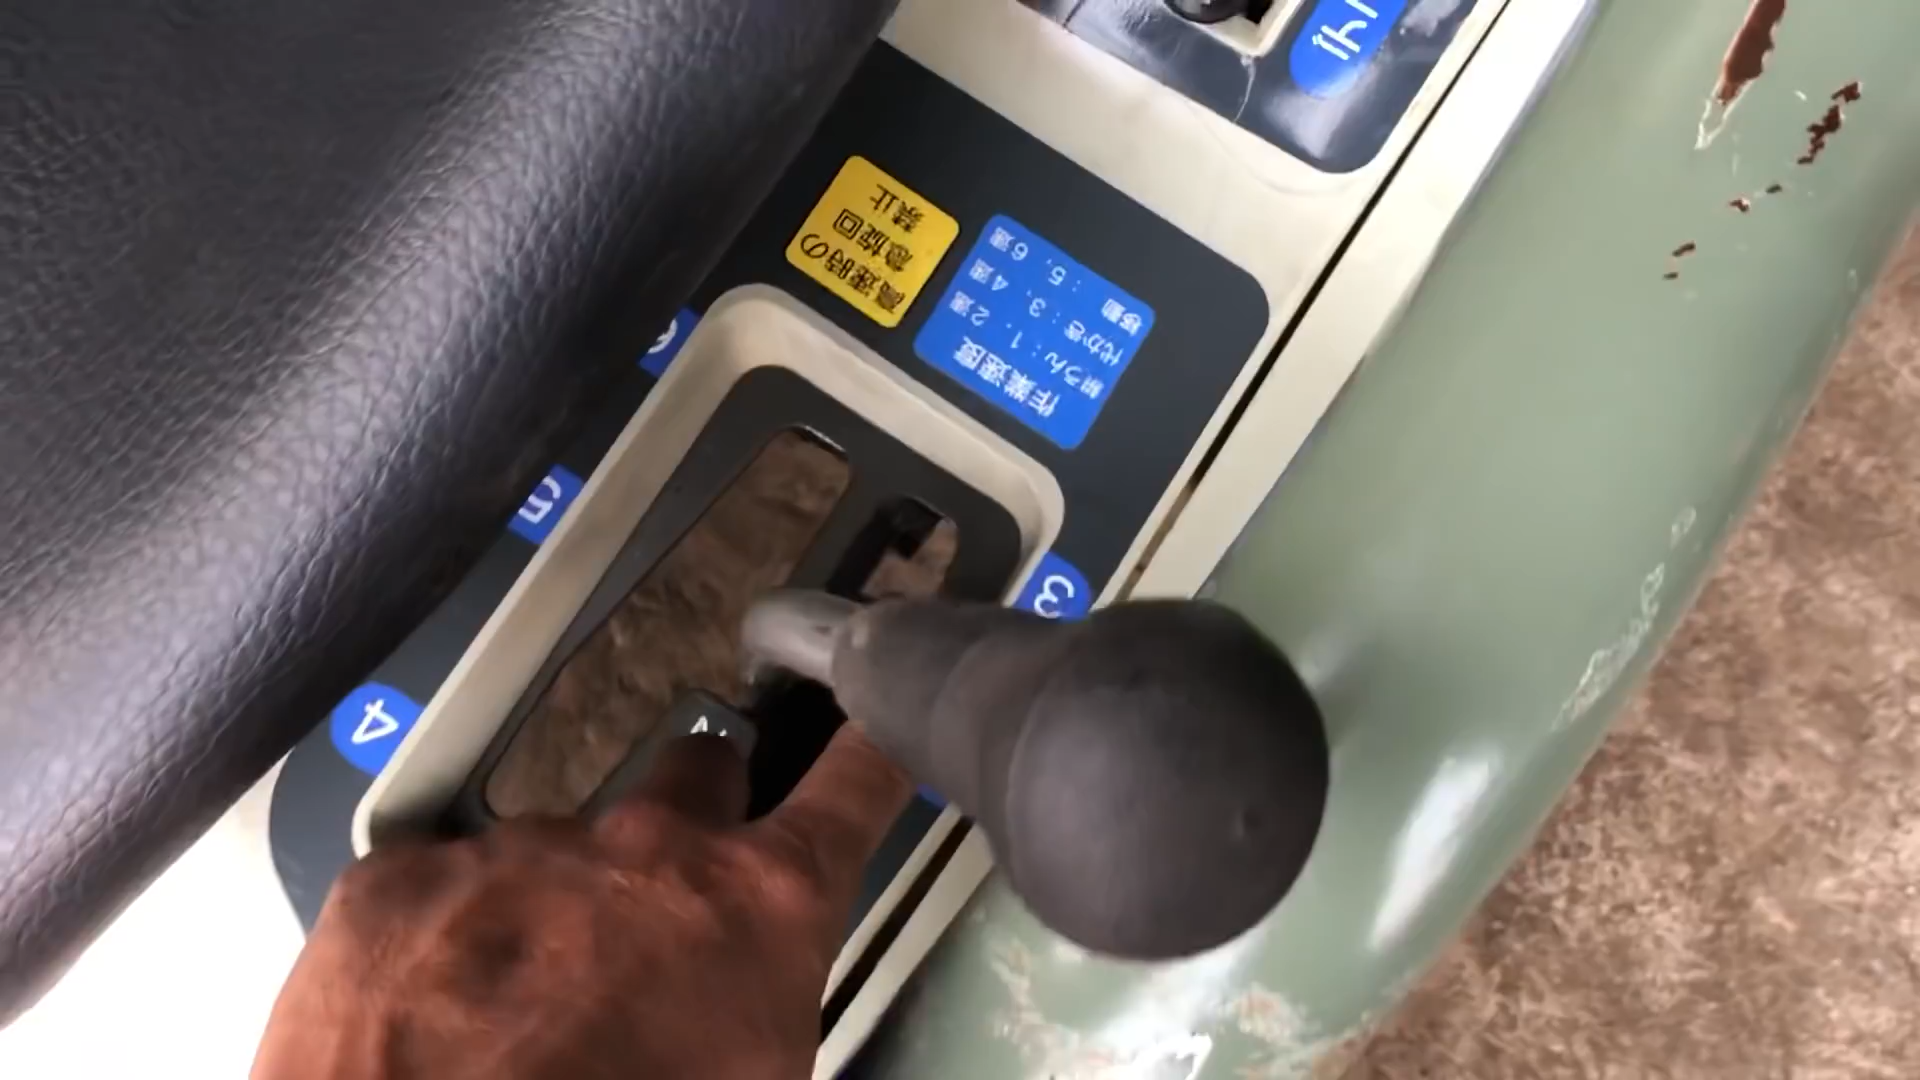 高速時の
急旋回
禁止
作業速度
耕うん:1,2速
代かき:3,4速
移動 :5,6速
6
5
4
3
N